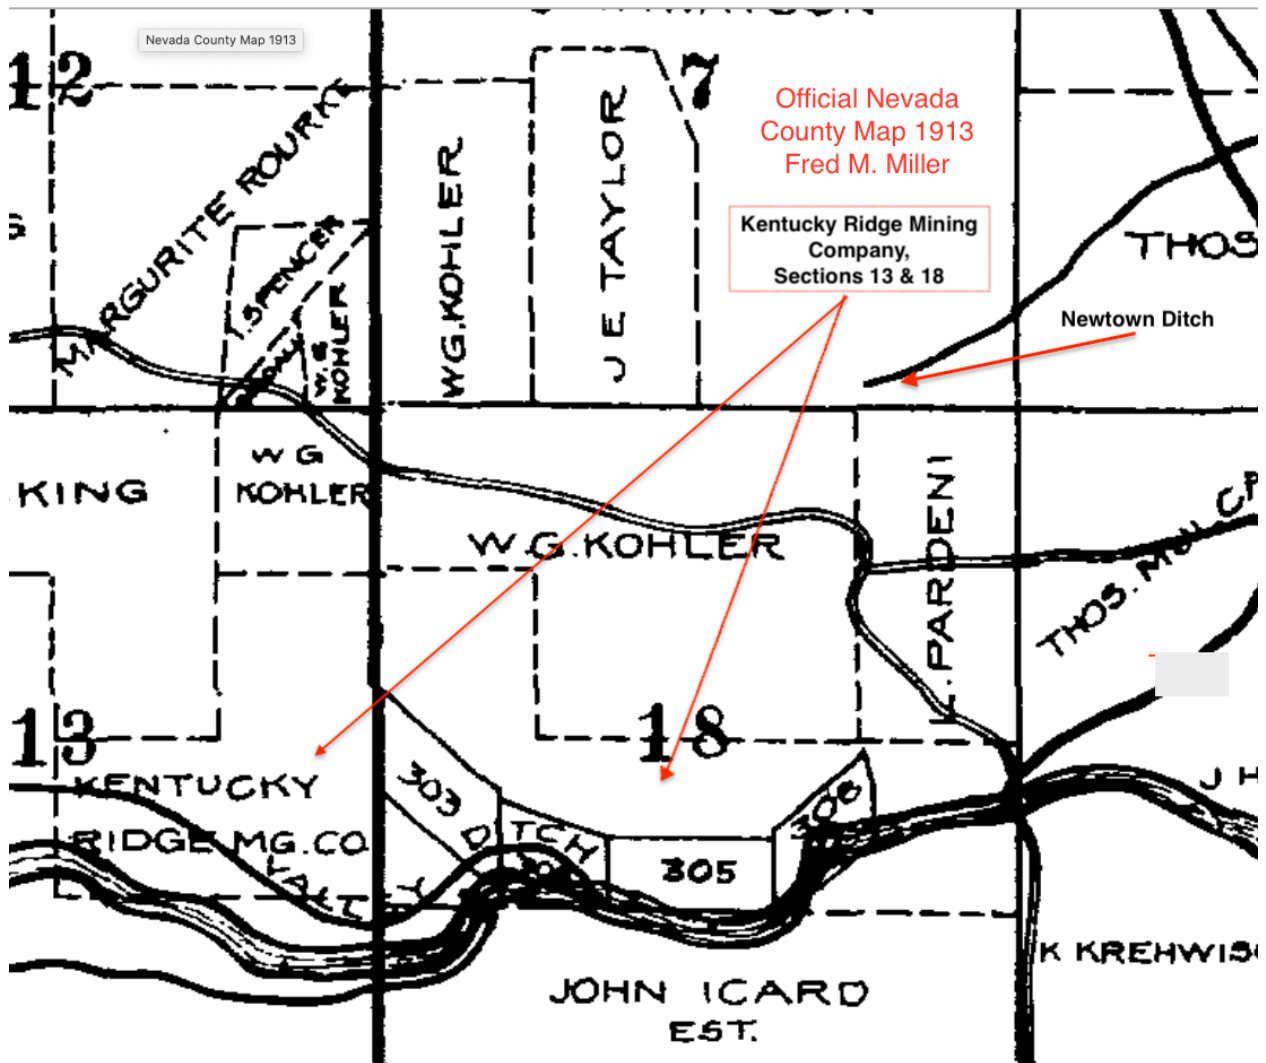 Nevada County Map 1913
12
7
Official Nevada
County Map 1913
Fred M. Miller
MARGURITE ROURKE
T. SPENCER
W.G.
KOHLER
W.G. KOHLER
J E TAYLOR
Kentucky Ridge Mining
Company,
Sections 13 & 18
THOS
Newtown Ditch
KING
W G
KOHLER
W.G. KOHLER
L. PARDENI
THOS. MUL
13
18
KENTUCKY
RIDGE MG. CO
303
DITCH
305
306
J H
K KREHWIS
JOHN ICARD
EST.